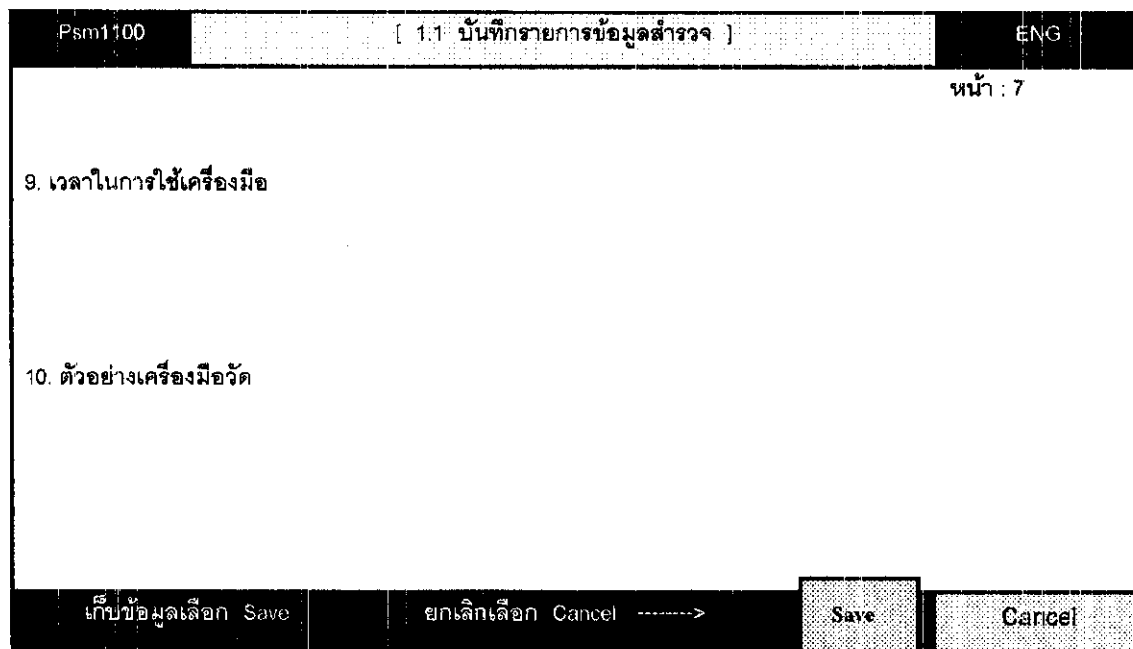 Psm1100 [ 1.1 บันทึกรายการข้อมูลสำรวจ ] ENG
หน้า : 7
9. เวลาในการใช้เครื่องมือ
10. ตัวอย่างเครื่องมือวัด
เก็บข้อมูลเลือก Save ยกเลิกเลือก Cancel --------> Save Cancel